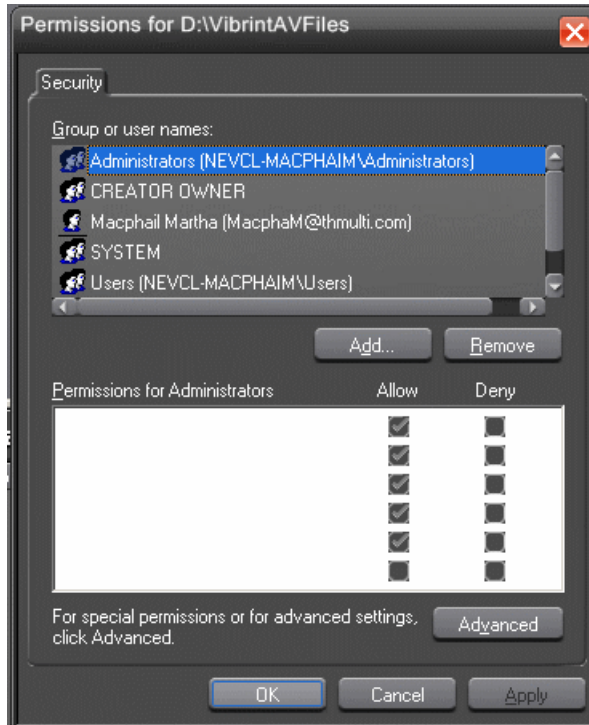 Permissions for D:\VibrintAVFiles
Security
Group or user names:
Administrators (NEVCL-MACPHAIM\Administrators)
CREATOR OWNER
Macphail Martha (MacphaM@thmulti.com)
SYSTEM
Users (NEVCL-MACPHAIM\Users)
Add... Remove
Permissions for Administrators Allow Deny
For special permissions or for advanced settings, Advanced
click Advanced.
OK Cancel Apply